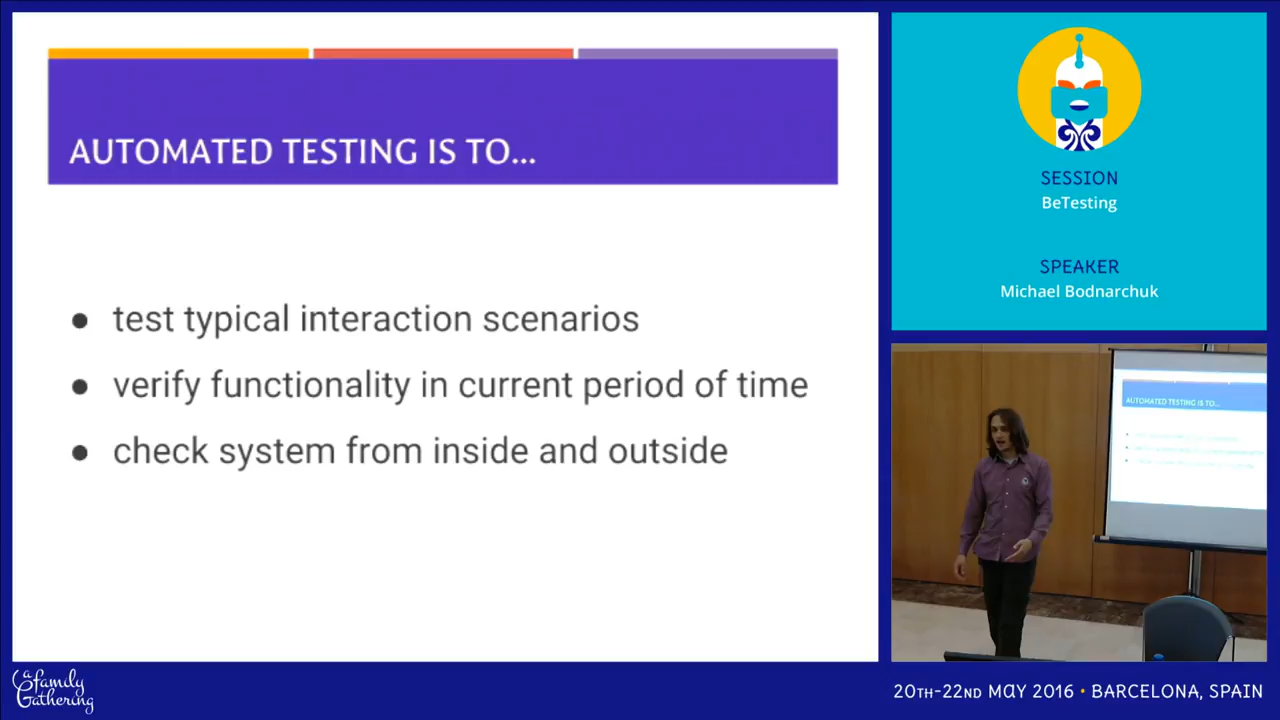 AUTOMATED TESTING IS TO...
● test typical interaction scenarios
● verify functionality in current period of time
● check system from inside and outside
SESSION
BeTesting
SPEAKER
Michael Bodnarchuk
AUTOMATED TESTING IS TO...
a family
Gathering
20TH-22ND MAY 2016 • BARCELONA, SPAIN